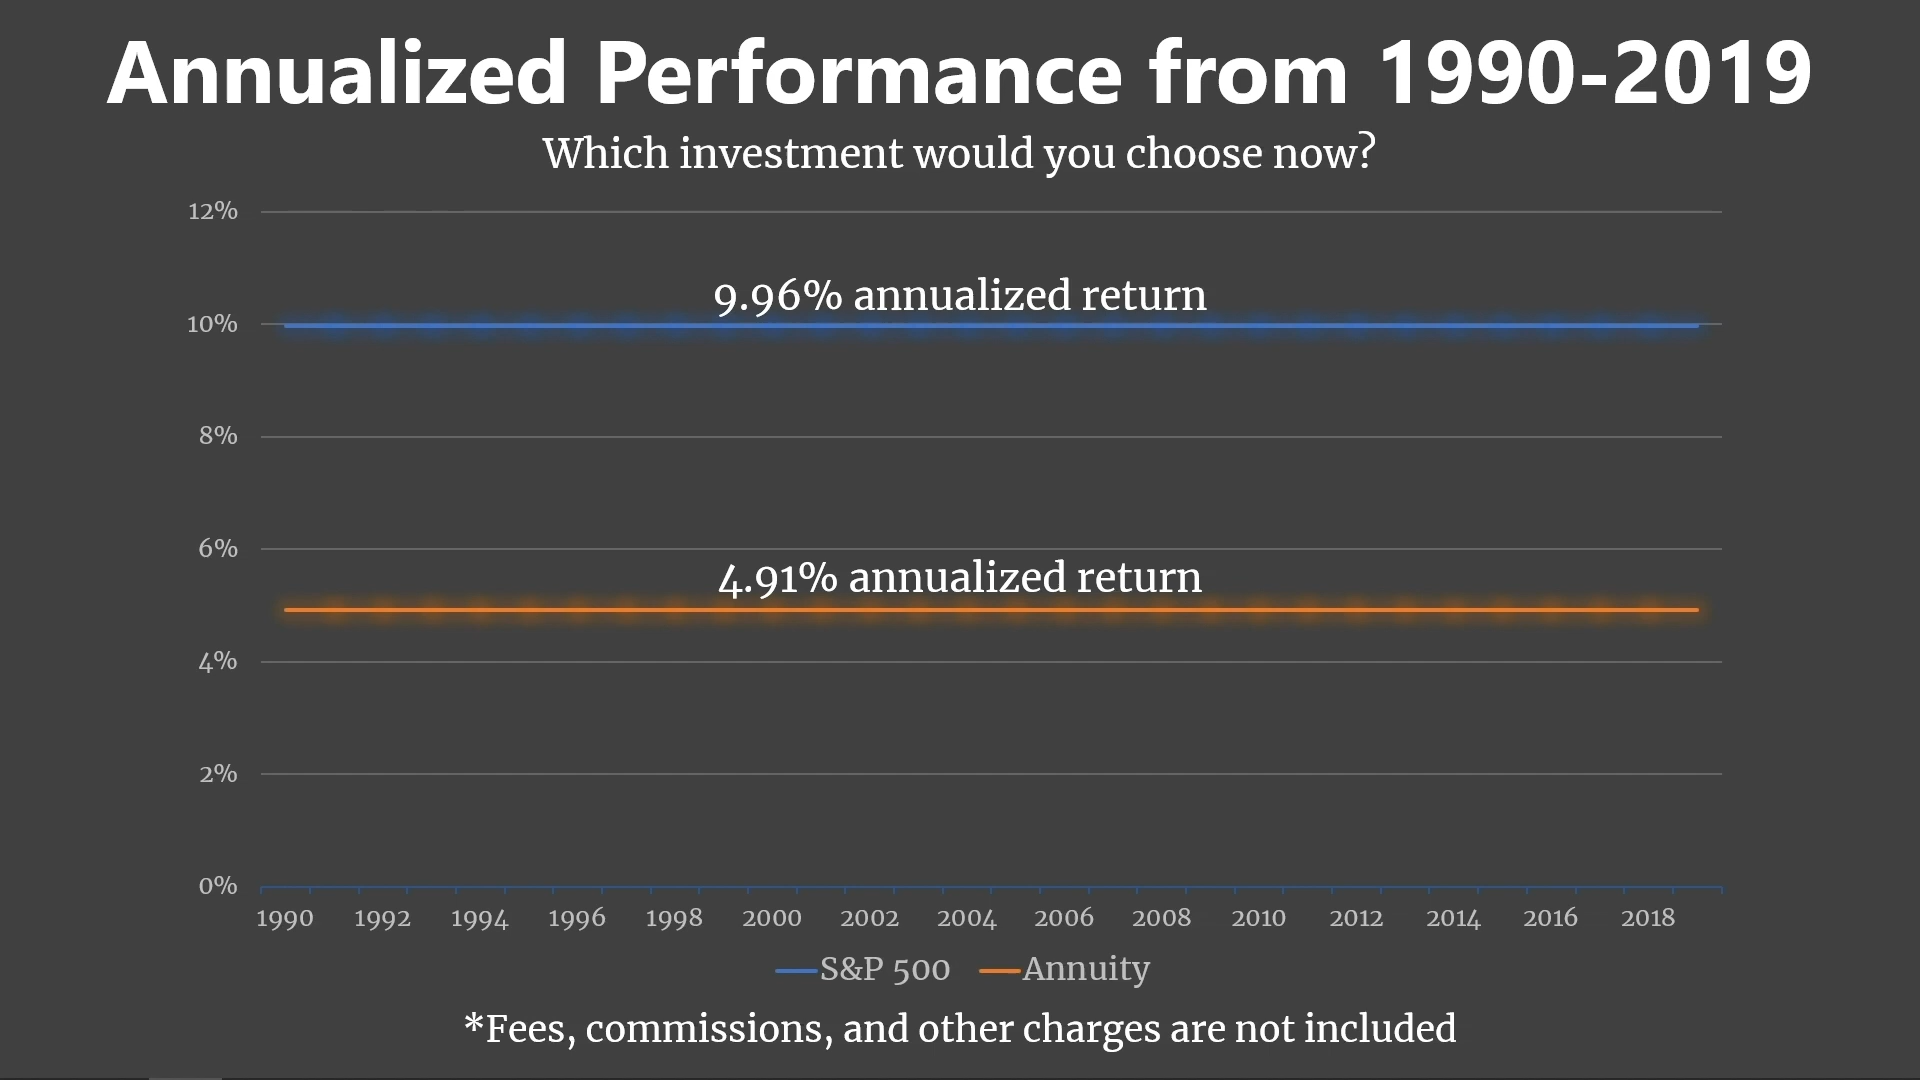 Annualized Performance from 1990-2019
Which investment would you choose now?
12%
9.96% annualized return
10%
8%
6%
4.91% annualized return
4%
2%
0%
1990 1992 1994 1996 1998 2000 2002 2004 2006 2008 2010 2012 2014 2016 2018
S&P 500 Annuity
*Fees, commissions, and other charges are not included